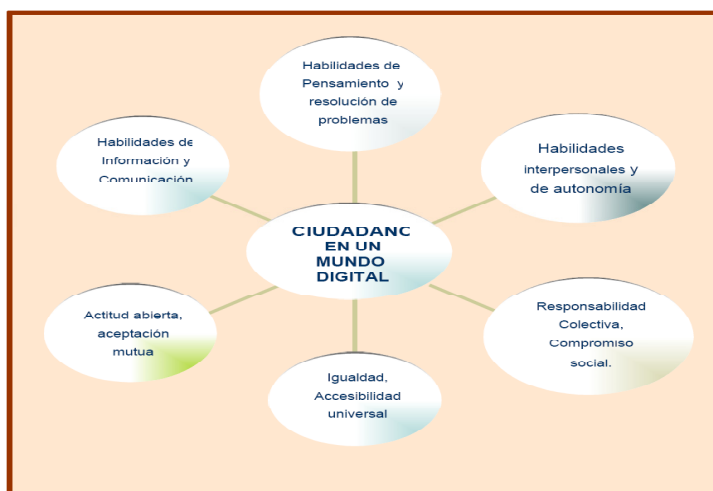 Habilidades de
Pensamiento y
resolución de
problemas
Habilidades de
Información y
Comunicación
Habilidades
interpersonales y
de autonomía
CIUDADANO
EN UN
MUNDO
DIGITAL
Actitud abierta,
aceptación
mutua
Responsabilidad
Colectiva,
Compromiso
social.
Igualdad,
Accesibilidad
universal